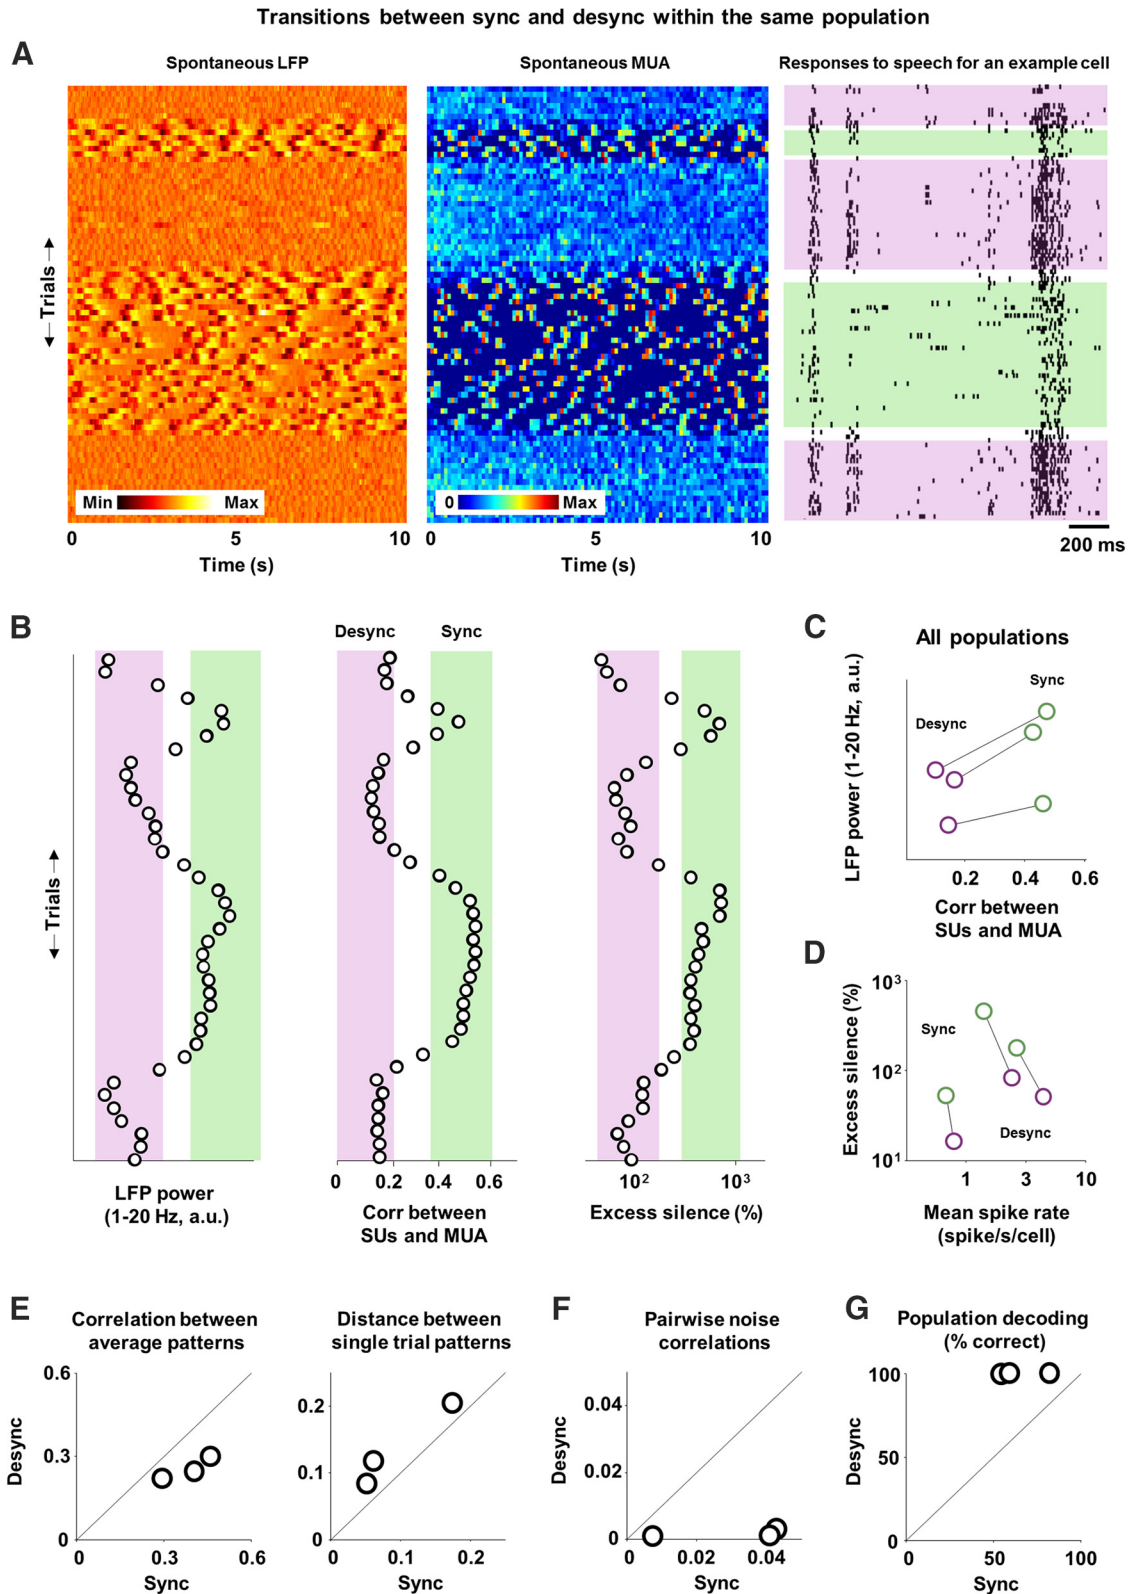 Transitions between sync and desync within the same population
A
Spontaneous LFP
Spontaneous MUA
Responses to speech for an example cell
←Trials→
Min Max
0 Max
0 5 10
Time (s)
0 5 10
Time (s)
200 ms
B
Desync Sync
←Trials→
LFP power
(1-20 Hz, a.u.)
0 0.2 0.4 0.6
Corr between
SUs and MUA
10² 10³
Excess silence (%)
C
All populations
LFP power (1-20 Hz, a.u.)
Sync
Desync
0.2 0.4 0.6
Corr between
SUs and MUA
D
Excess silence (%)
10³
10²
10¹
Sync
Desync
1 3 10
Mean spike rate
(spike/s/cell)
E
Correlation between
average patterns
Desync
0.6
0.3
0
0 0.3 0.6
Sync
Distance between
single trial patterns
0.2
0.1
0
0 0.1 0.2
Sync
F
Pairwise noise
correlations
Desync
0.04
0.02
0
0 0.02 0.04
Sync
G
Population decoding
(% correct)
Desync
100
50
0
0 50 100
Sync